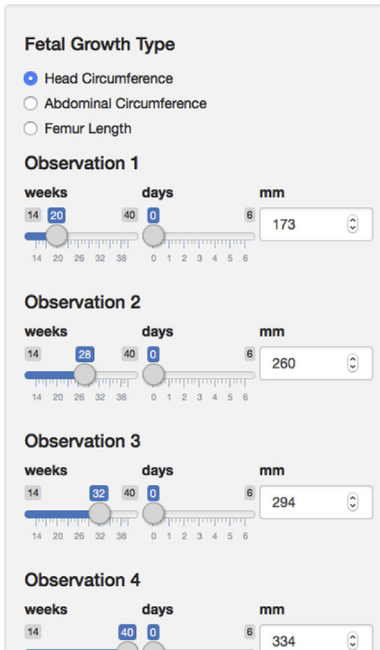 Fetal Growth Type
Head Circumference
Abdominal Circumference
Femur Length
Observation 1
weeks days mm
14 20 40 0 6 173
14 20 26 32 38 0 1 2 3 4 5 6
Observation 2
weeks days mm
14 28 40 0 6 260
14 20 26 32 38 0 1 2 3 4 5 6
Observation 3
weeks days mm
14 32 40 0 6 294
14 20 26 32 38 0 1 2 3 4 5 6
Observation 4
weeks days mm
14 40 0 6 334